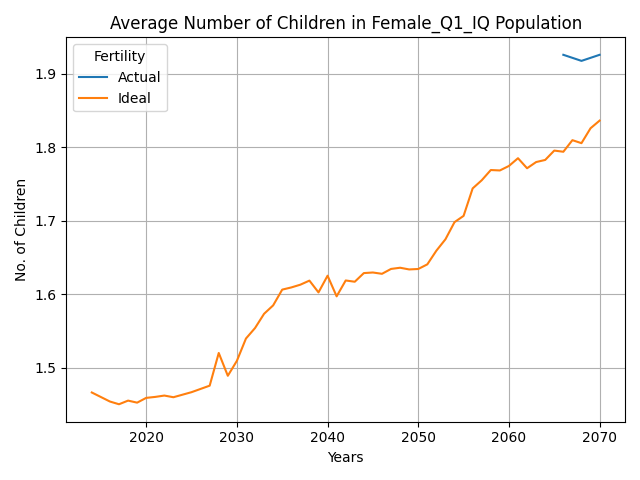 Average Number of Children in Female_Q1_IQ Population
Fertility
Actual
Ideal
No. of Children
1.9
1.8
1.7
1.6
1.5
2020 2030 2040 2050 2060 2070
Years